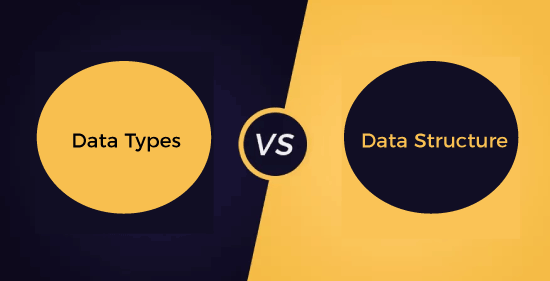 Data Types
VS
Data Structure